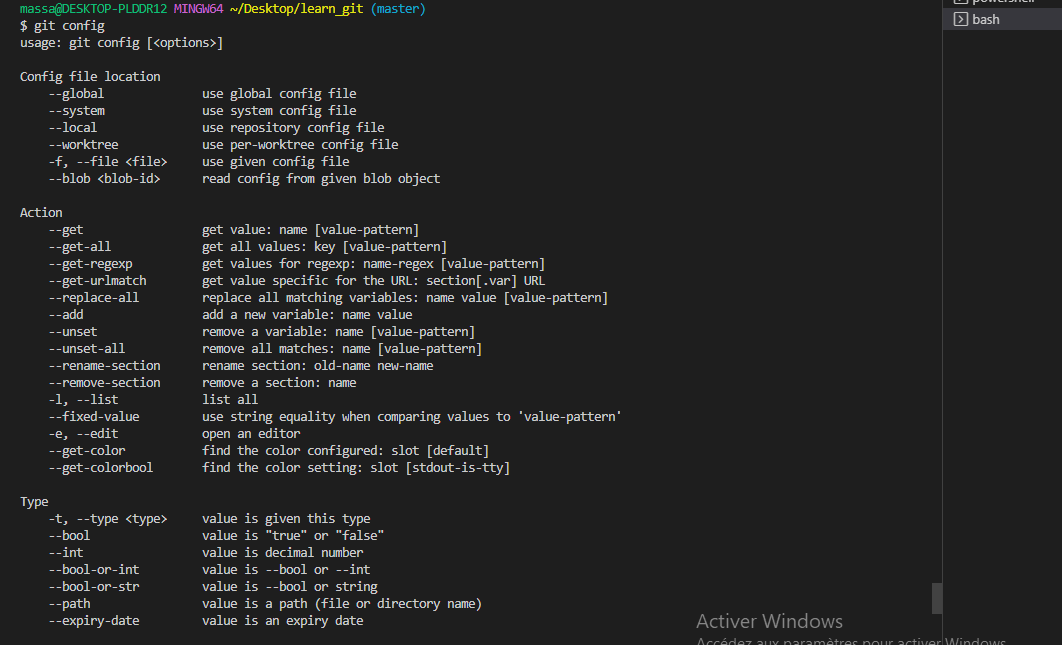 massa@DESKTOP-PLDDR12 MINGW64 ~/Desktop/learn_git (master)
$ git config
usage: git config [<options>]
Config file location
--global use global config file
--system use system config file
--local use repository config file
--worktree use per-worktree config file
-f, --file <file> use given config file
--blob <blob-id> read config from given blob object
Action
--get get value: name [value-pattern]
--get-all get all values: key [value-pattern]
--get-regexp get values for regexp: name-regex [value-pattern]
--get-urlmatch get value specific for the URL: section[.var] URL
--replace-all replace all matching variables: name value [value-pattern]
--add add a new variable: name value
--unset remove a variable: name [value-pattern]
--unset-all remove all matches: name [value-pattern]
--rename-section rename section: old-name new-name
--remove-section remove a section: name
-l, --list list all
--fixed-value use string equality when comparing values to 'value-pattern'
-e, --edit open an editor
--get-color find the color configured: slot [default]
--get-colorbool find the color setting: slot [stdout-is-tty]
Type
-t, --type <type> value is given this type
--bool value is "true" or "false"
--int value is decimal number
--bool-or-int value is --bool or --int
--bool-or-str value is --bool or string
--path value is a path (file or directory name)
--expiry-date value is an expiry date
powershell
bash
Activer Windows
Accédez aux paramètres pour activer Windows